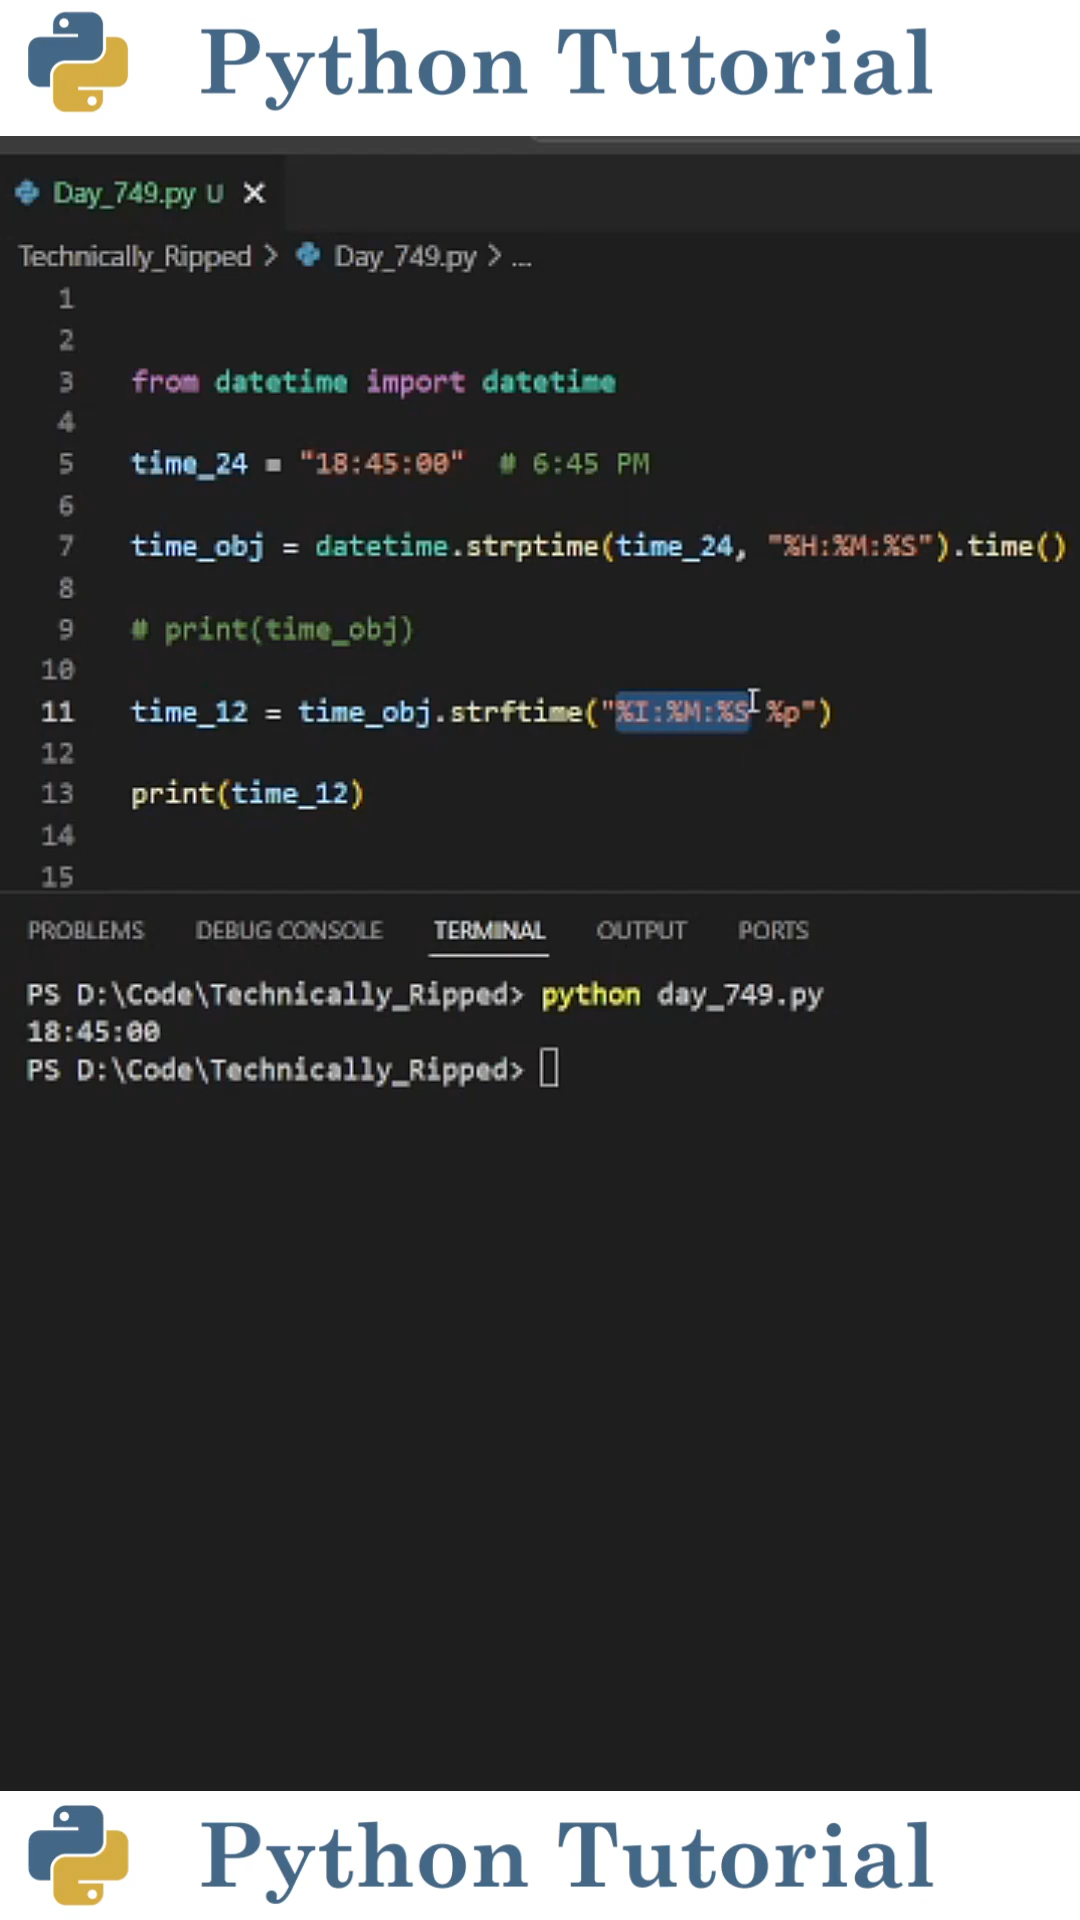 Python Tutorial
Day_749.py U
Technically_Ripped > Day_749.py > ...
1
2
3 from datetime import datetime
4
5 time_24 = "18:45:00" # 6:45 PM
6
7 time_obj = datetime.strptime(time_24, "%H:%M:%S").time()
8
9 # print(time_obj)
10
11 time_12 = time_obj.strftime("%I:%M:%S %p")
12
13 print(time_12)
14
15
PROBLEMS DEBUG CONSOLE TERMINAL OUTPUT PORTS
PS D:\Code\Technically_Ripped> python day_749.py
18:45:00
PS D:\Code\Technically_Ripped>
Python Tutorial